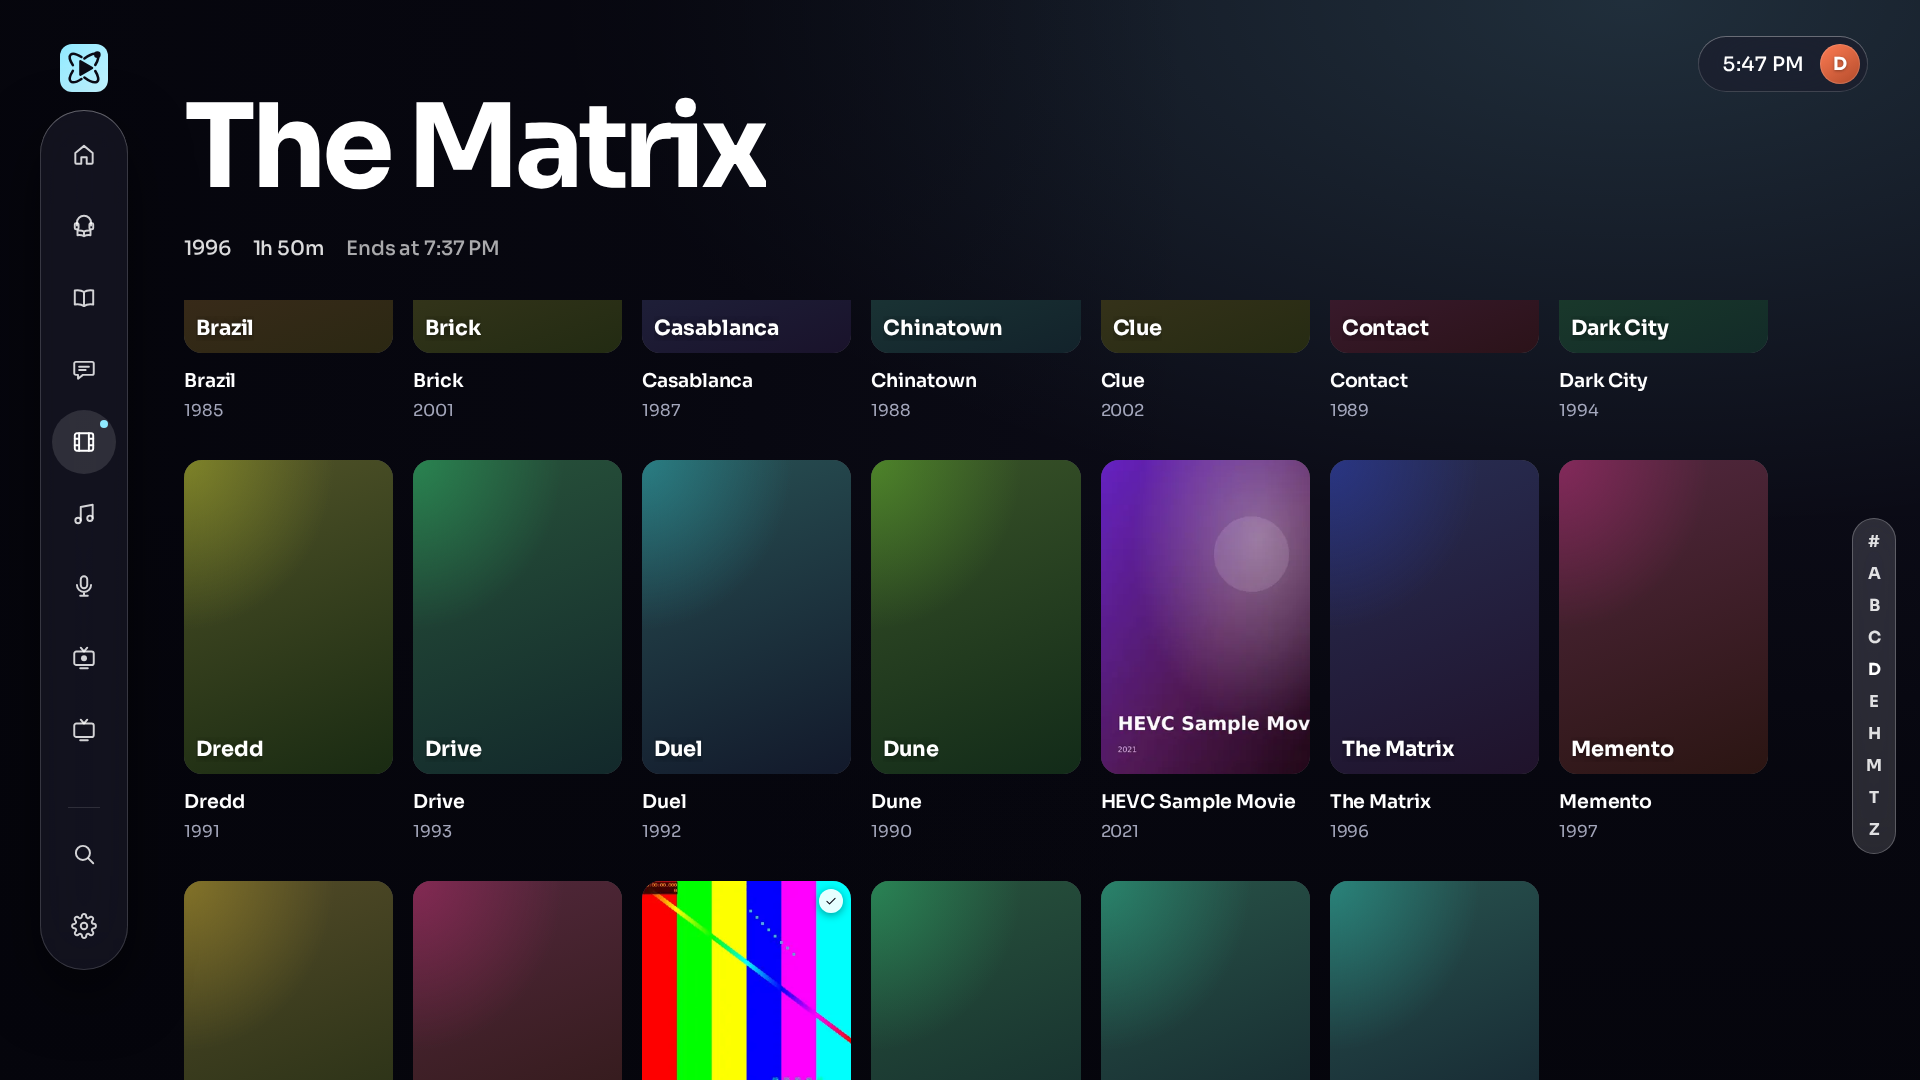 5:47 PM
D
The Matrix
1996 1h 50m Ends at 7:37 PM
Brazil Brick Casablanca Chinatown Clue Contact Dark City
Brazil Brick Casablanca Chinatown Clue Contact Dark City
1985 2001 1987 1988 2002 1989 1994
HEVC Sample Mov
2021
Dredd Drive Duel Dune The Matrix Memento
Dredd Drive Duel Dune HEVC Sample Movie The Matrix Memento
1991 1993 1992 1990 2021 1996 1997
#
A
B
C
D
E
H
M
T
Z